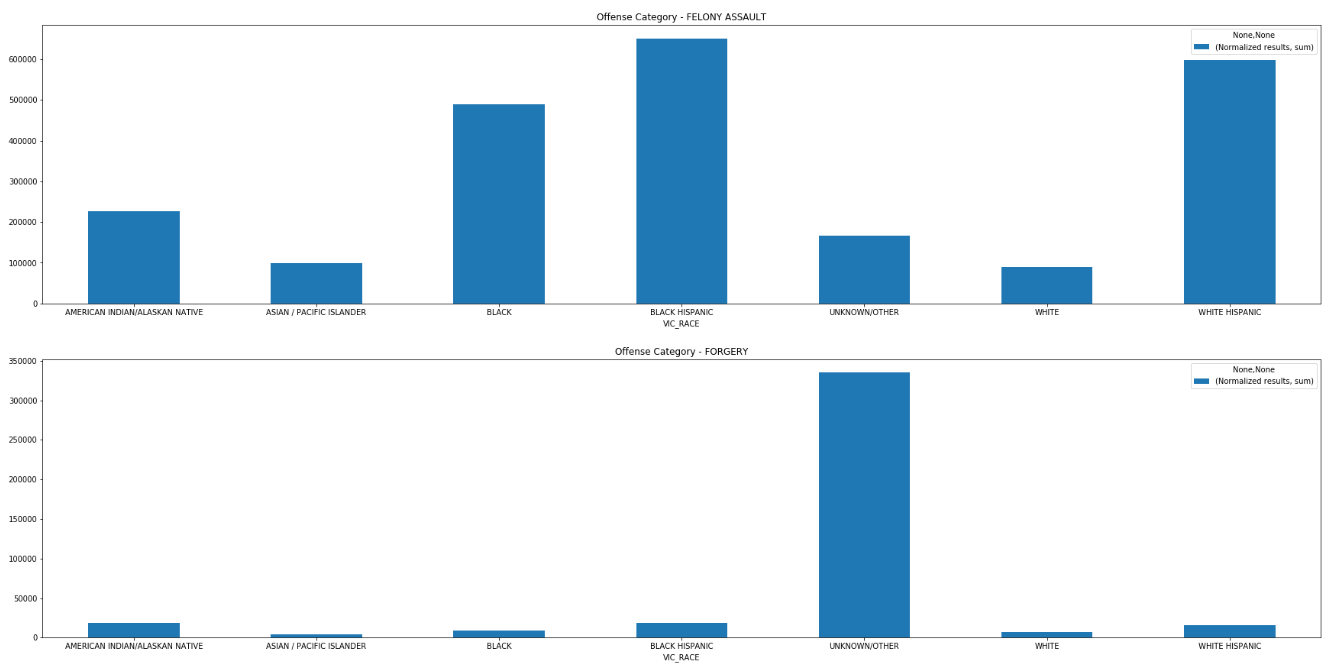 Offense Category - FELONY ASSAULT
None,None
(Normalized results, sum)
600000
500000
400000
300000
200000
100000
0
AMERICAN INDIAN/ALASKAN NATIVE ASIAN / PACIFIC ISLANDER BLACK BLACK HISPANIC UNKNOWN/OTHER WHITE WHITE HISPANIC
VIC_RACE
Offense Category - FORGERY
None,None
(Normalized results, sum)
350000
300000
250000
200000
150000
100000
50000
0
AMERICAN INDIAN/ALASKAN NATIVE ASIAN / PACIFIC ISLANDER BLACK BLACK HISPANIC UNKNOWN/OTHER WHITE WHITE HISPANIC
VIC_RACE